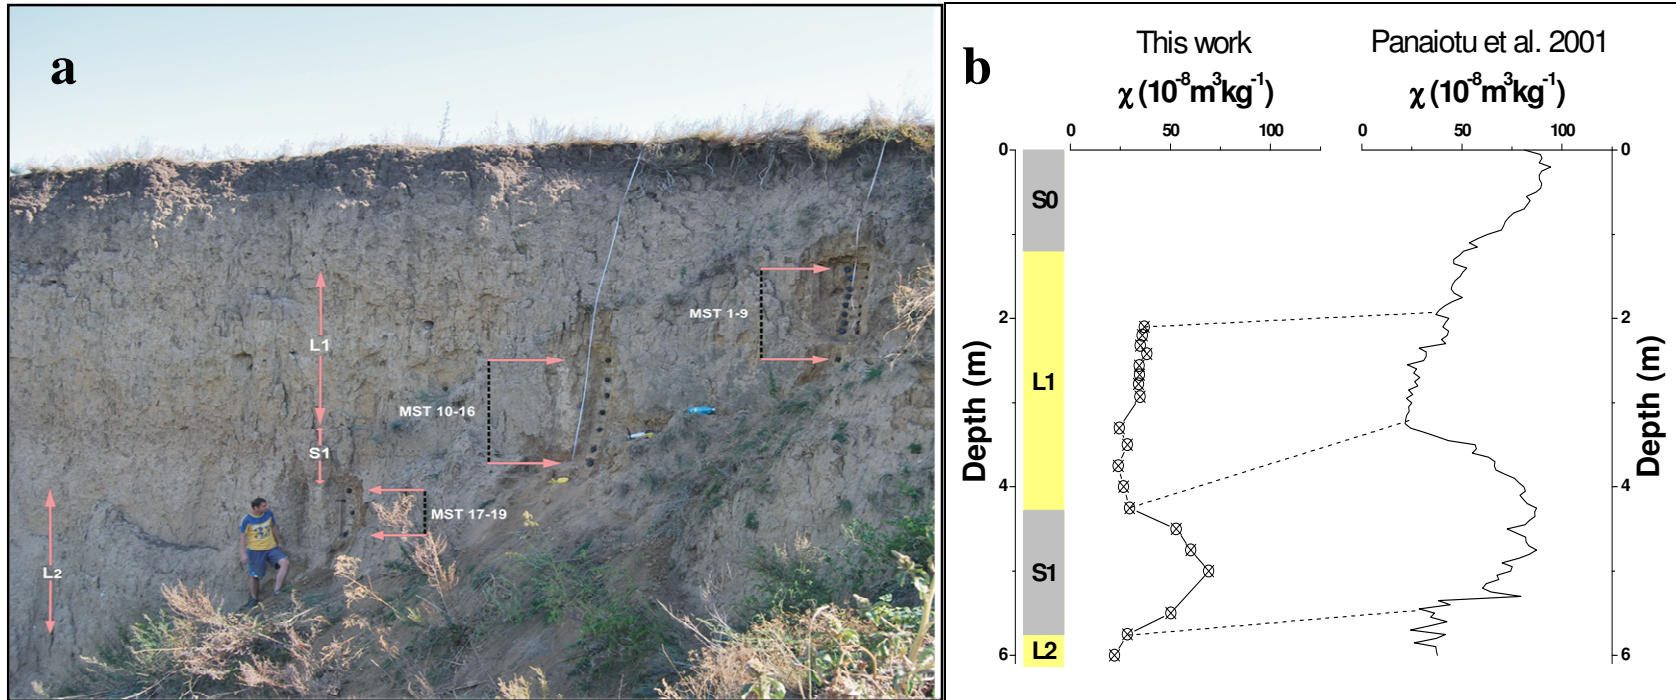 a
L1
S1
L2
MST 1-9
MST 10-16
MST 17-19
b
This work
χ (10⁻⁸m³kg⁻¹)
0 50 100
Panaiotu et al. 2001
χ (10⁻⁸m³kg⁻¹)
0 50 100
Depth (m)
0
2
4
6
S0
L1
S1
L2
0
2
4
6
Depth (m)